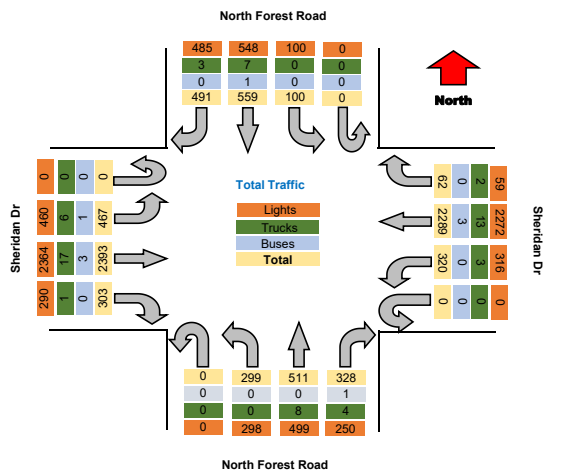 North Forest Road
485 548 100 0
3 7 0 0
0 1 0 0
491 559 100 0
North
Sheridan Dr
0 0 0 0
460 6 1 467
2364 17 3 2393
290 1 0 303
Total Traffic
Lights
Trucks
Buses
Total
62 0 2 59
2289 3 13 2272
320 0 3 316
0 0 0 0
Sheridan Dr
0 299 511 328
0 0 0 1
0 0 8 4
0 298 499 250
North Forest Road